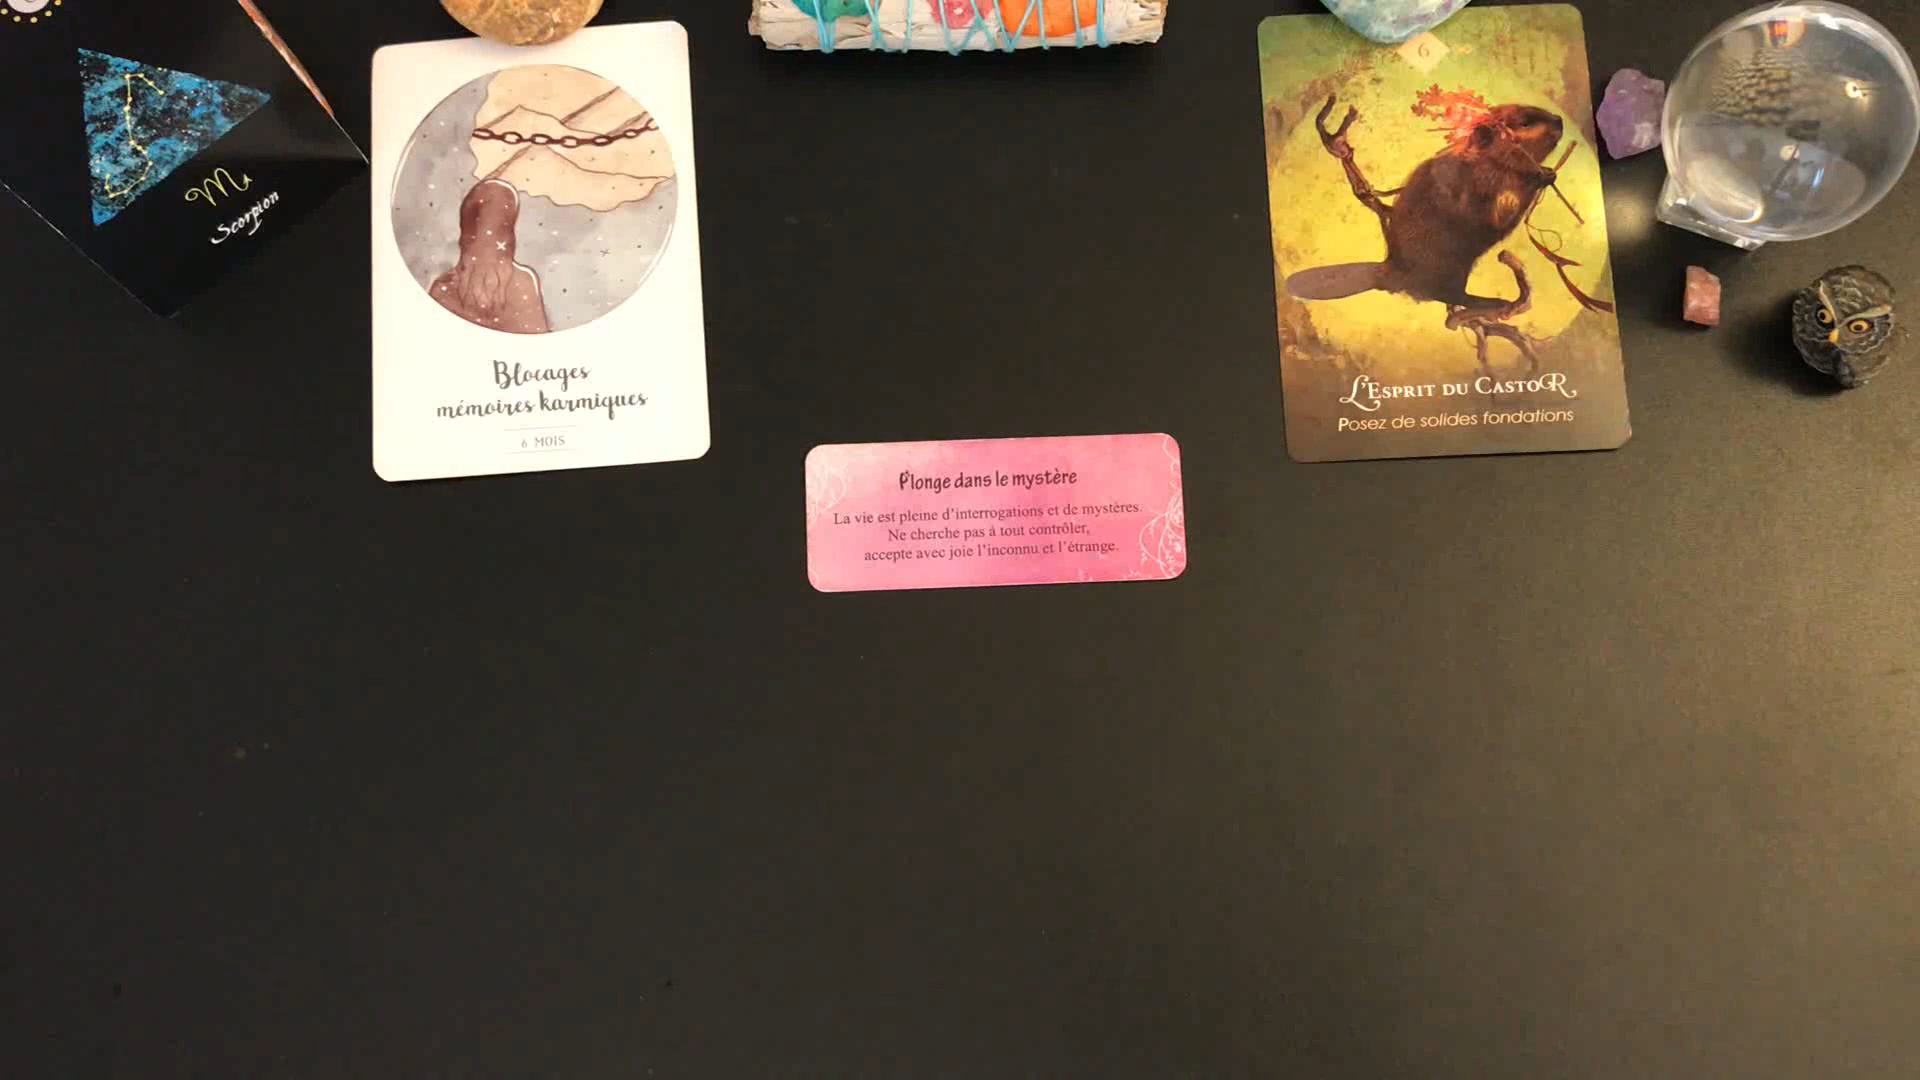 Scorpion
Blocages
mémoires karmiques
6 MOIS
Plonge dans le mystère
La vie est pleine d'interrogations et de mystères.
Ne cherche pas à tout contrôler,
accepte avec joie l'inconnu et l'étrange.
6
L'ESPRIT DU CASTOR
Posez de solides fondations